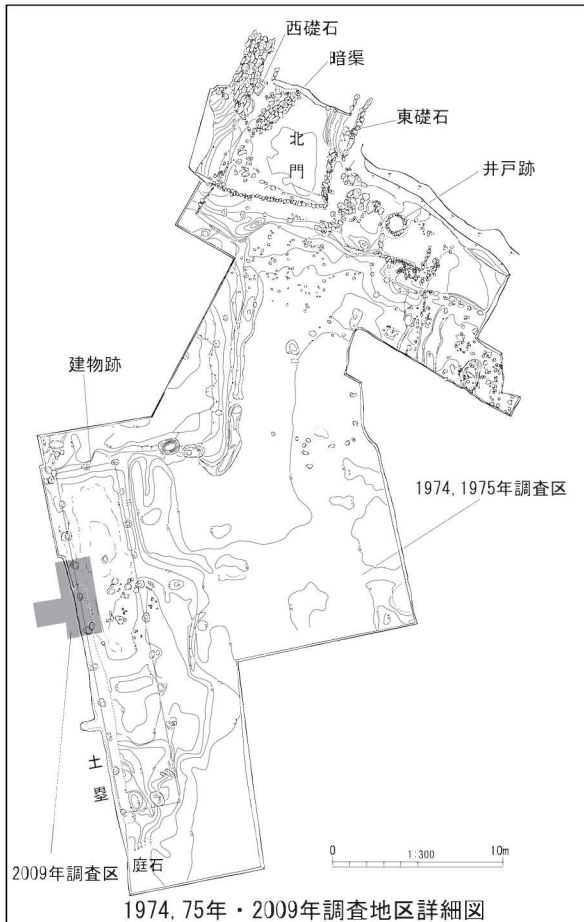 西礎石
暗渠
東礎石
北門
井戸跡
建物跡
1974,1975年調査区
土塁
2009年調査区
庭石
0 1:300 10m
1974,75年・2009年調査地区詳細図